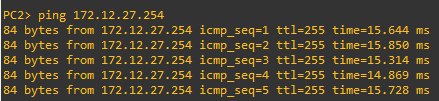 PC2> ping 172.12.27.254
84 bytes from 172.12.27.254 icmp_seq=1 ttl=255 time=15.644 ms
84 bytes from 172.12.27.254 icmp_seq=2 ttl=255 time=15.850 ms
84 bytes from 172.12.27.254 icmp_seq=3 ttl=255 time=15.314 ms
84 bytes from 172.12.27.254 icmp_seq=4 ttl=255 time=14.869 ms
84 bytes from 172.12.27.254 icmp_seq=5 ttl=255 time=15.728 ms